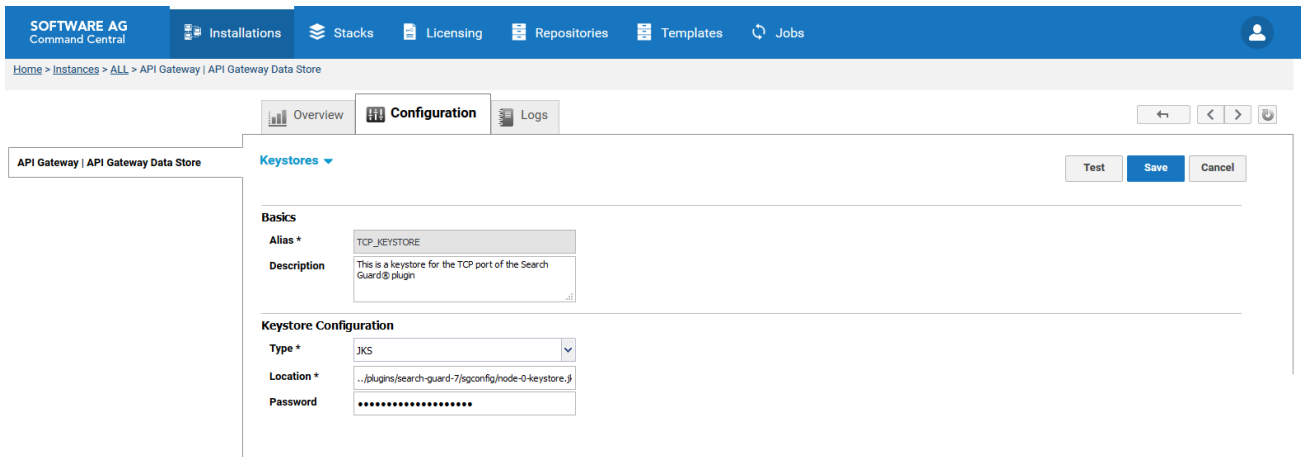 SOFTWARE AG
Command Central
Installations
Stacks
Licensing
Repositories
Templates
Jobs
Home > Instances > ALL > API Gateway | API Gateway Data Store
Overview
Configuration
Logs
API Gateway | API Gateway Data Store
Keystores
Test
Save
Cancel
Basics
Alias *
TCP_KEYSTORE
Description
This is a keystore for the TCP port of the Search
Guard® plugin
Keystore Configuration
Type *
JKS
Location *
../plugins/search-guard-7/sgconfig/node-0-keystore.j
Password
••••••••••••••••••••